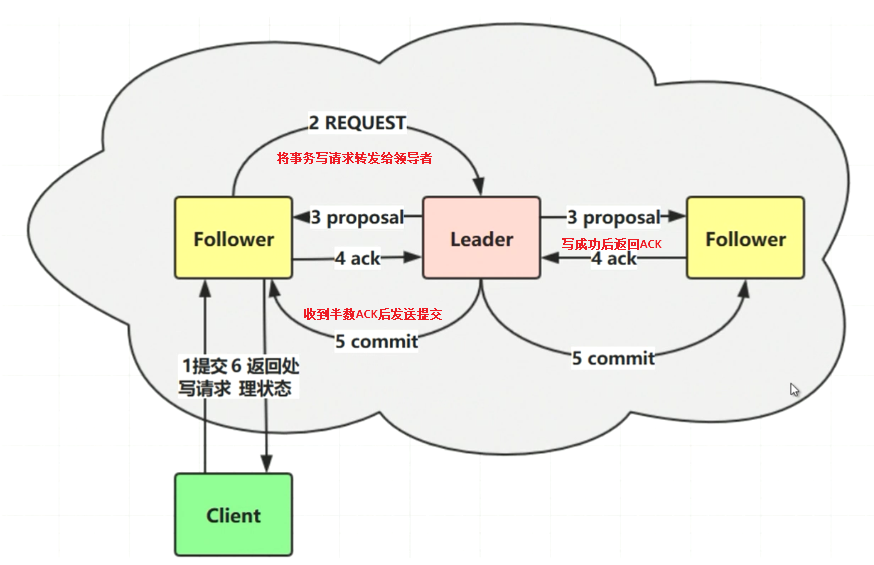 2 REQUEST
将事务写请求转发给领导者
3 proposal
3 proposal
Follower
Leader
Follower
写成功后返回ACK
4 ack
4 ack
收到半数ACK后发送提交
5 commit
5 commit
1提交
写请求
6 返回处
理状态
Client